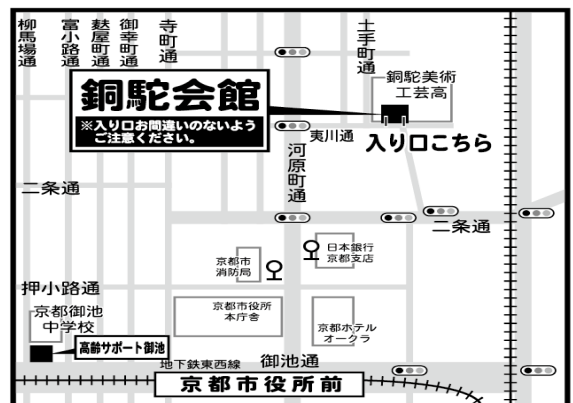 柳馬場通
富小路通
麩屋町通
御幸町通
寺町通
土手町通
銅駝美術
工芸高
銅駝会館
※入り口お間違いのないよう
ご注意ください。
夷川通
入り口こちら
河原町通
二条通
二条通
京都市
消防局
日本銀行
京都支店
押小路通
京都御池
中学校
京都市役所
本庁舎
京都ホテル
オークラ
高齢サポート御池
地下鉄東西線
御池通
京都市役所前